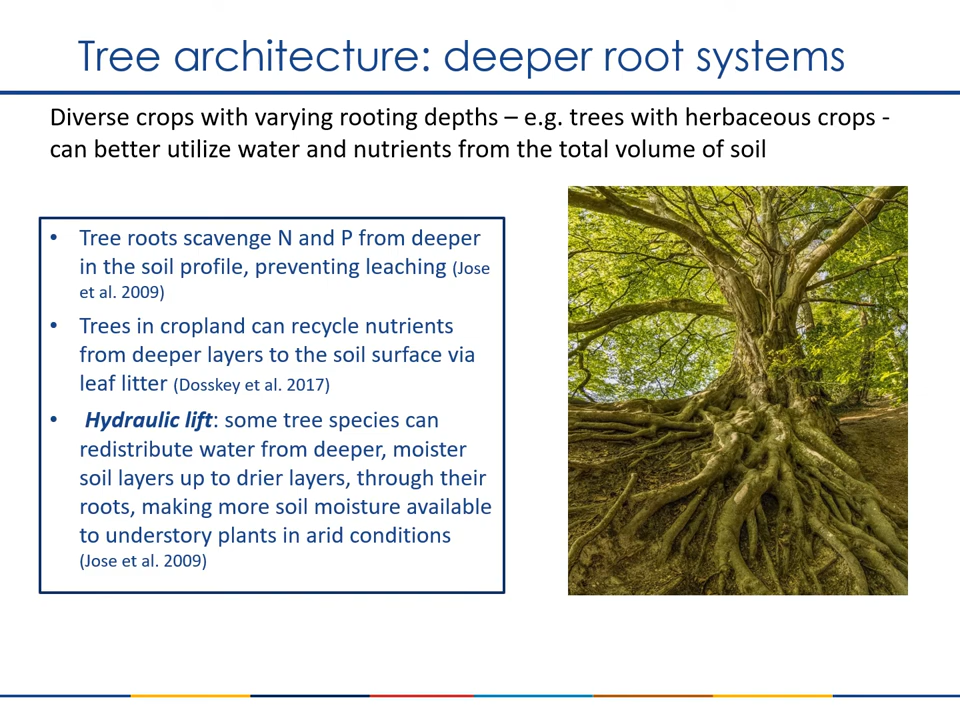 Tree architecture: deeper root systems
Diverse crops with varying rooting depths – e.g. trees with herbaceous crops -
can better utilize water and nutrients from the total volume of soil
• Tree roots scavenge N and P from deeper
in the soil profile, preventing leaching (Jose
et al. 2009)
• Trees in cropland can recycle nutrients
from deeper layers to the soil surface via
leaf litter (Dosskey et al. 2017)
• Hydraulic lift: some tree species can
redistribute water from deeper, moister
soil layers up to drier layers, through their
roots, making more soil moisture available
to understory plants in arid conditions
(Jose et al. 2009)